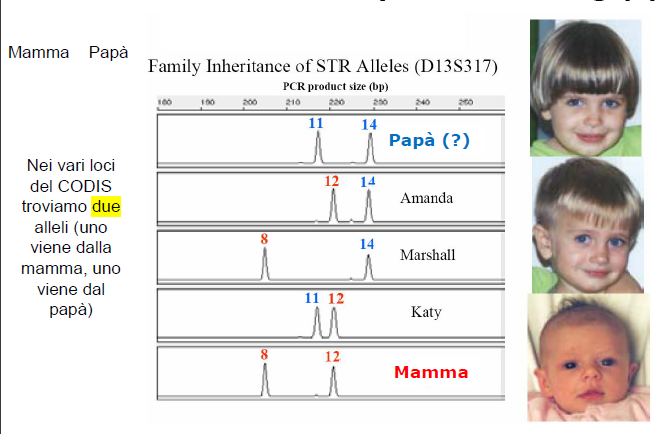 Mamma Papà
Family Inheritance of STR Alleles (D13S317)
PCR product size (bp)
180 190 200 210 220 230 240 250
11 14
Papà (?)
12 14
Amanda
8 14
Marshall
11 12
Katy
8 12
Mamma
Nei vari loci
del CODIS
troviamo due
alleli (uno
viene dalla
mamma, uno
viene dal
papà)